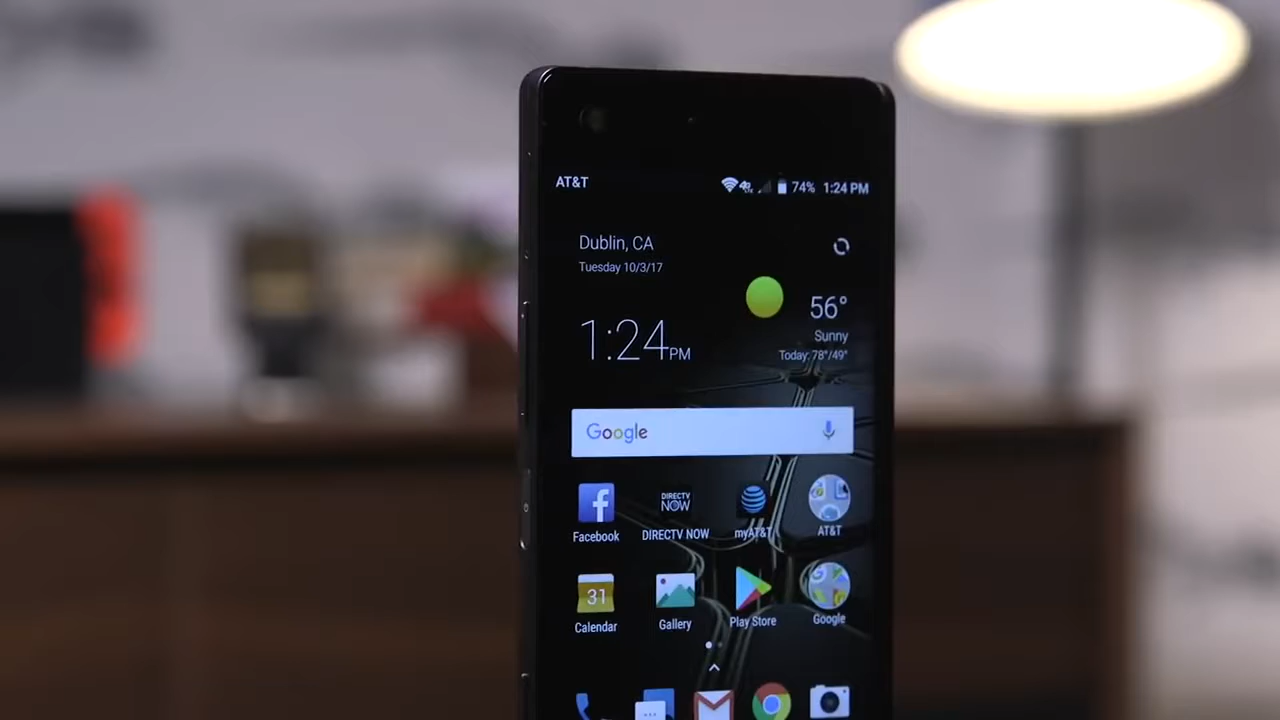 AT&T 74% 1:24 PM
Dublin, CA
Tuesday 10/3/17
1:24PM
56°
Sunny
Today: 78°/49°
Google
DIRECTV
NOW
Facebook DIRECTV NOW myAT&T AT&T
31
Calendar Gallery Play Store Google